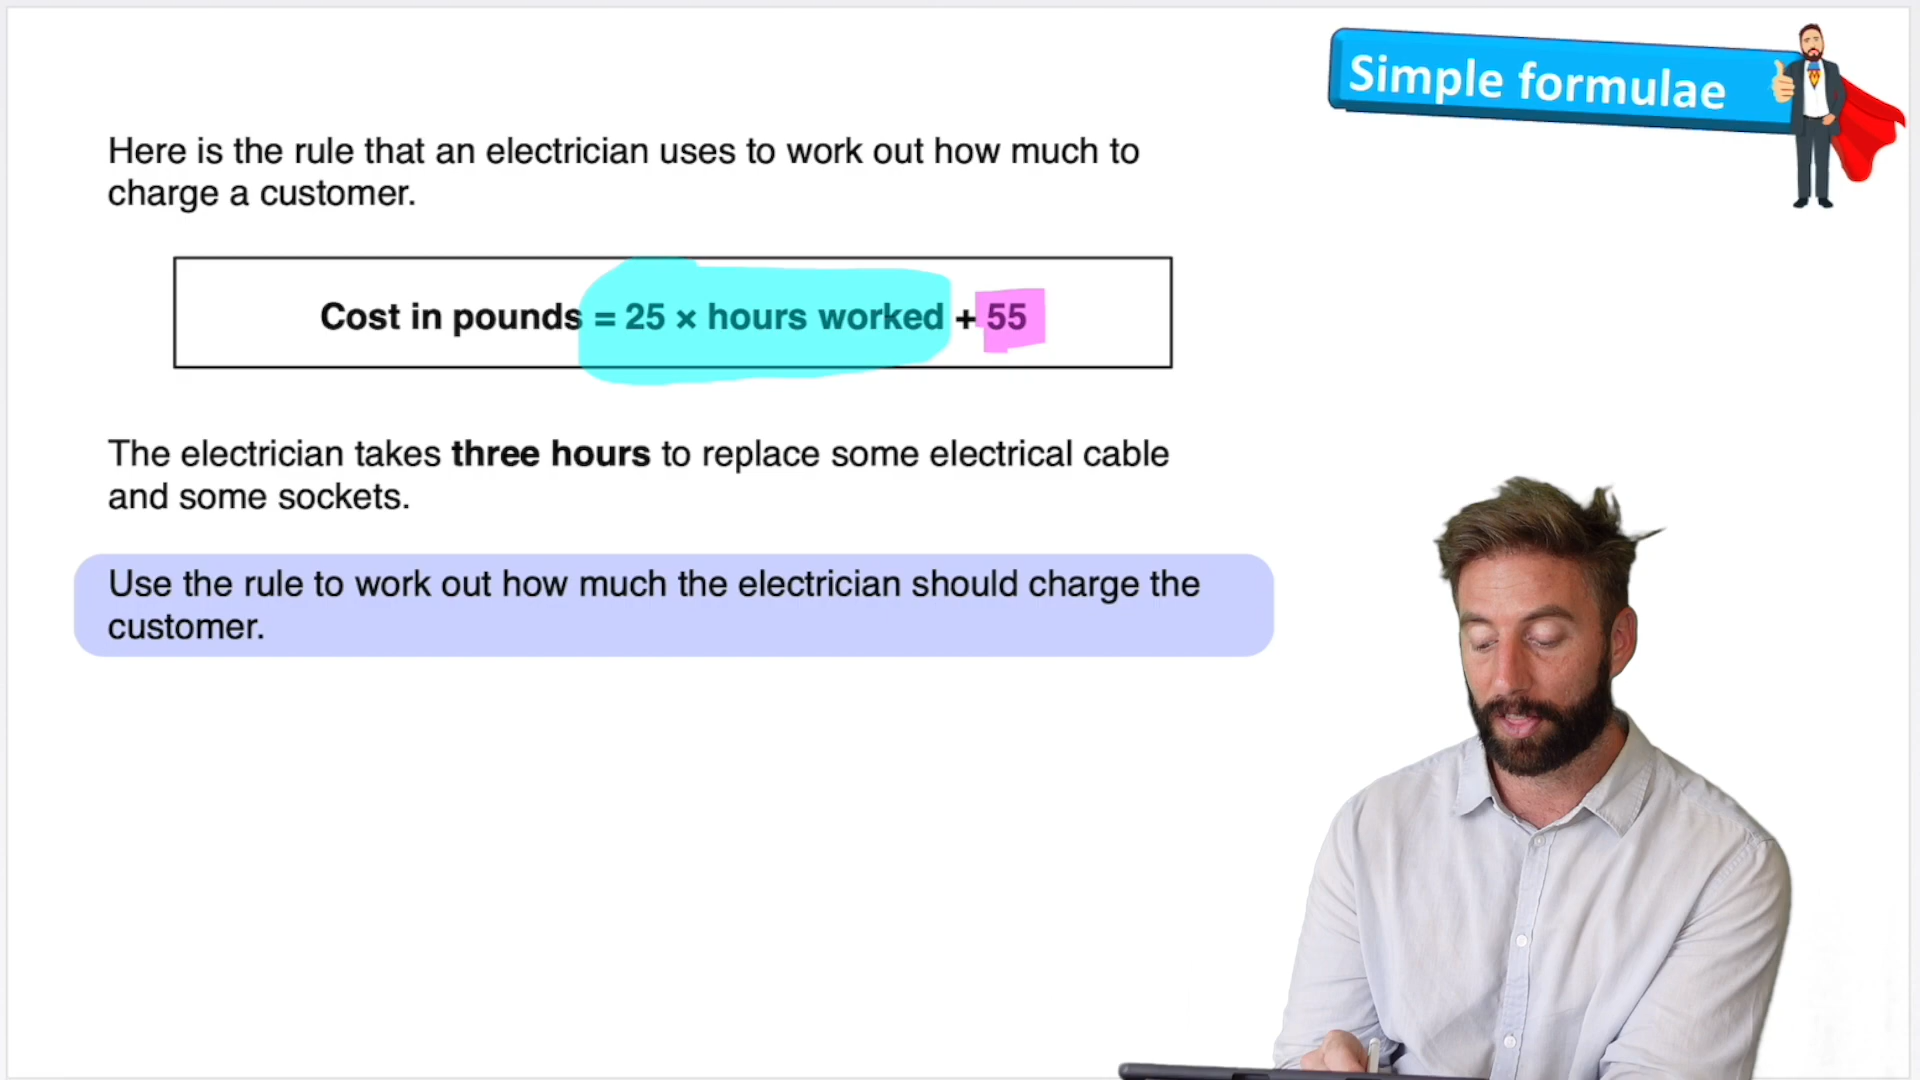 Simple formulae
Here is the rule that an electrician uses to work out how much to
charge a customer.
Cost in pounds = 25 × hours worked + 55
The electrician takes three hours to replace some electrical cable
and some sockets.
Use the rule to work out how much the electrician should charge the
customer.